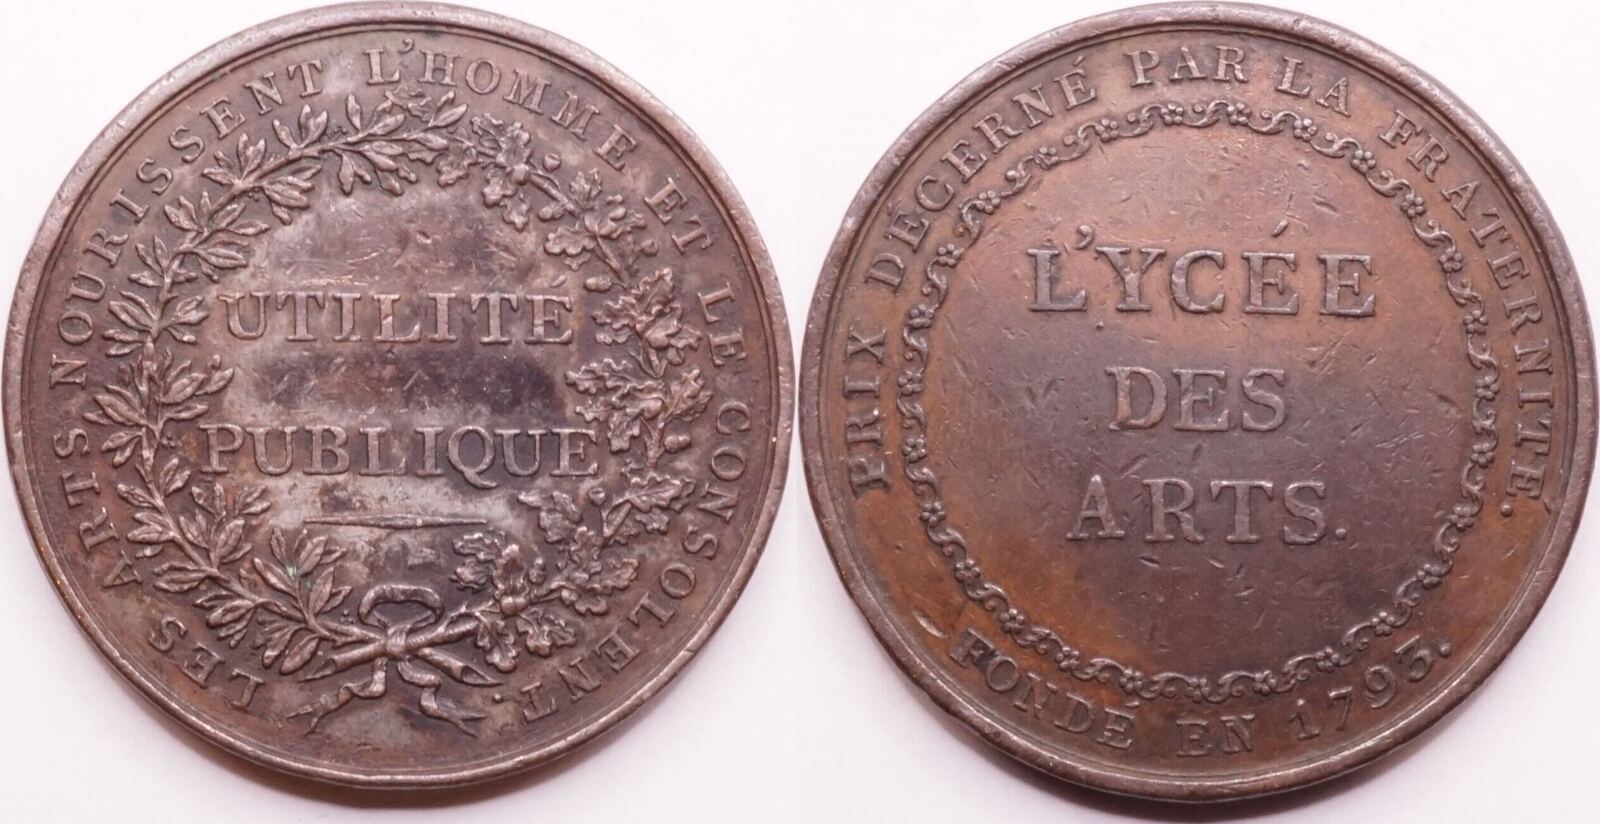 LES ARTS NOURISSENT L'HOMME ET LE CONSOLENT.
UTILITÉ
PUBLIQUE
PRIX DÉCERNÉ PAR LA FRATERNITÉ.
L'YCÉE
DES
ARTS.
FONDÉ EN 1793.